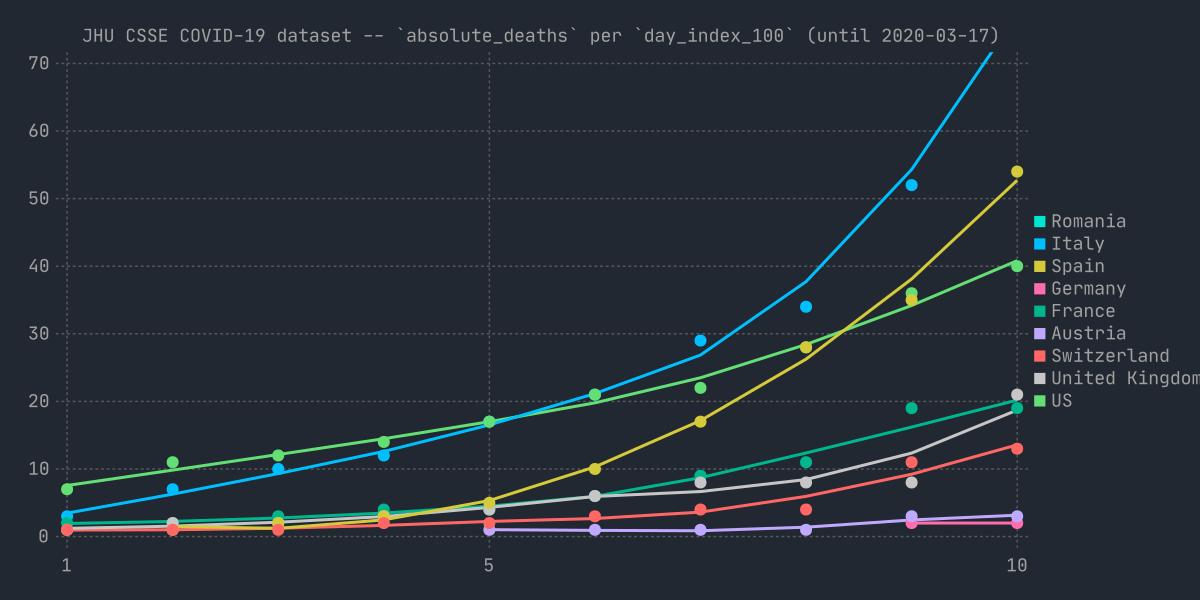 JHU CSSE COVID-19 dataset -- `absolute_deaths` per `day_index_100` (until 2020-03-17)
70
60
50
40
30
20
10
0
1 5 10
Romania
Italy
Spain
Germany
France
Austria
Switzerland
United Kingdom
US